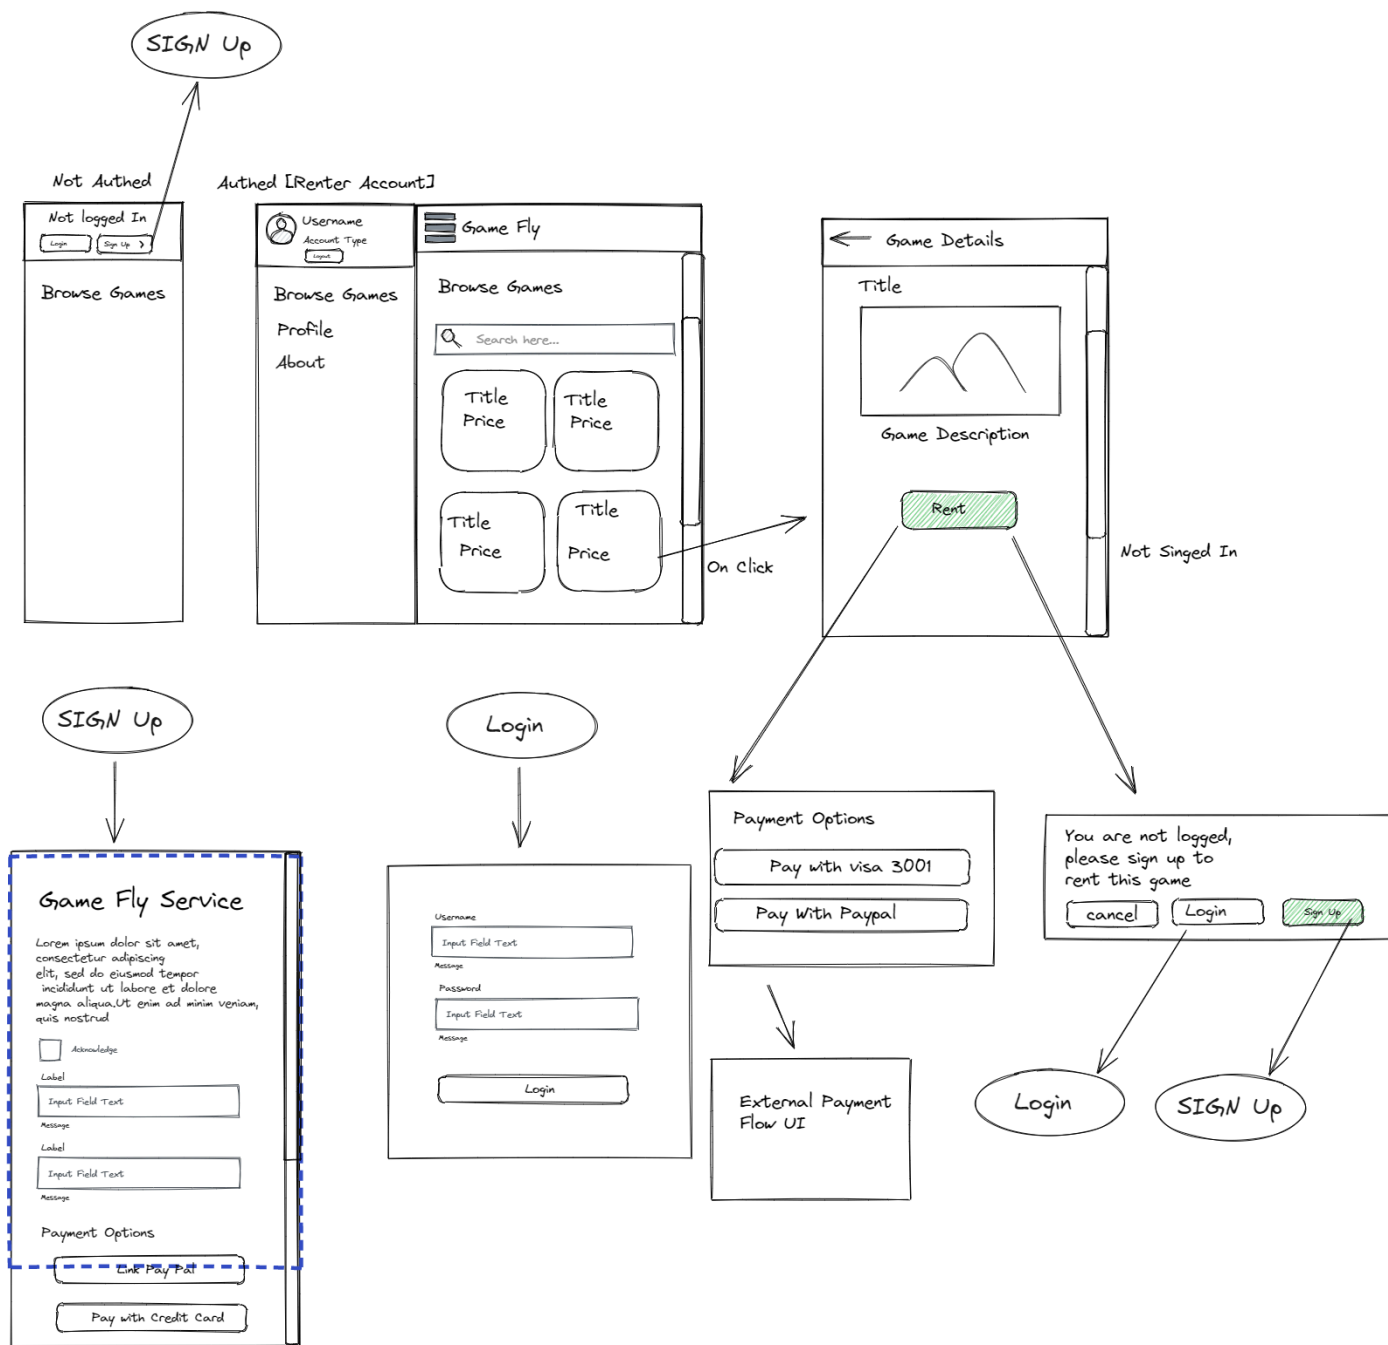 SIGN Up
Not Authed
Not logged In
Login
Sign Up
Browse Games
Authed [Renter Account]
Username
Account Type
Logout
Browse Games
Profile
About
Game Fly
Browse Games
Search here...
Title
Price
Title
Price
Title
Price
Title
Price
On Click
Game Details
Title
Game Description
Rent
Not Singed In
SIGN Up
Game Fly Service
Lorem ipsum dolor sit amet,
consectetur adipiscing
elit, sed do eiusmod tempor
incididunt ut labore et dolore
magna aliqua.Ut enim ad minim veniam,
quis nostrud
Acknowledge
Label
Input Field Text
Message
Label
Input Field Text
Message
Payment Options
Link Pay Pal
Pay with Credit Card
Login
Username
Input Field Text
Message
Password
Input Field Text
Message
Login
Payment Options
Pay with visa 3001
Pay With Paypal
External Payment
Flow UI
You are not logged,
please sign up to
rent this game
cancel
Login
Sign Up
Login
SIGN Up